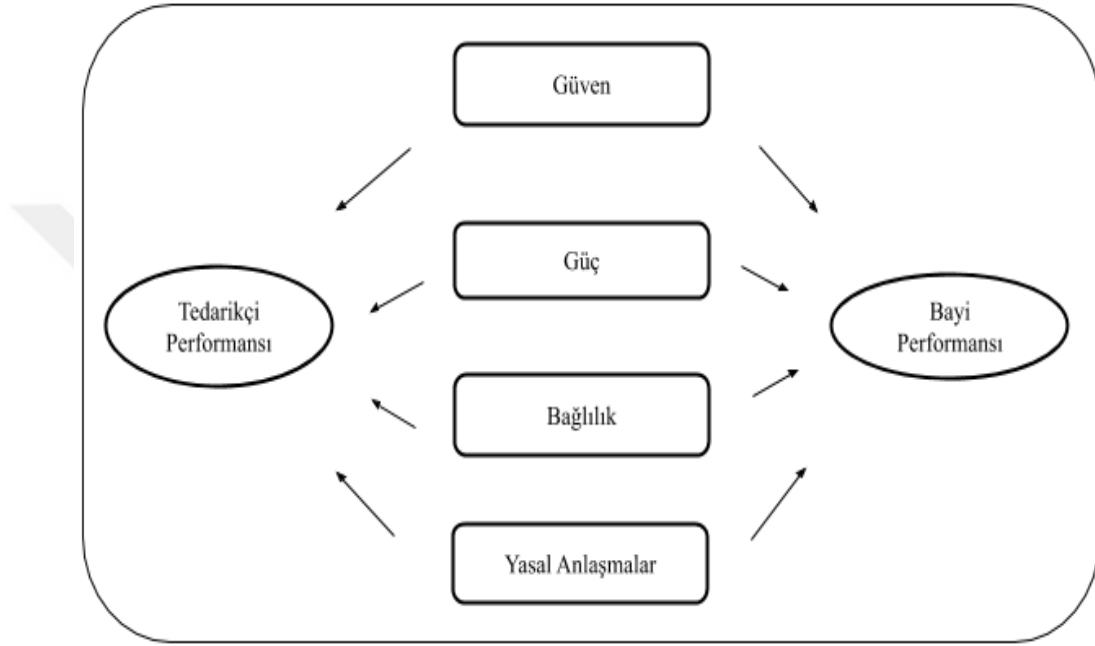 Güven
Güç
Tedarikçi
Performansı
Bayi
Performansı
Bağlılık
Yasal Anlaşmalar